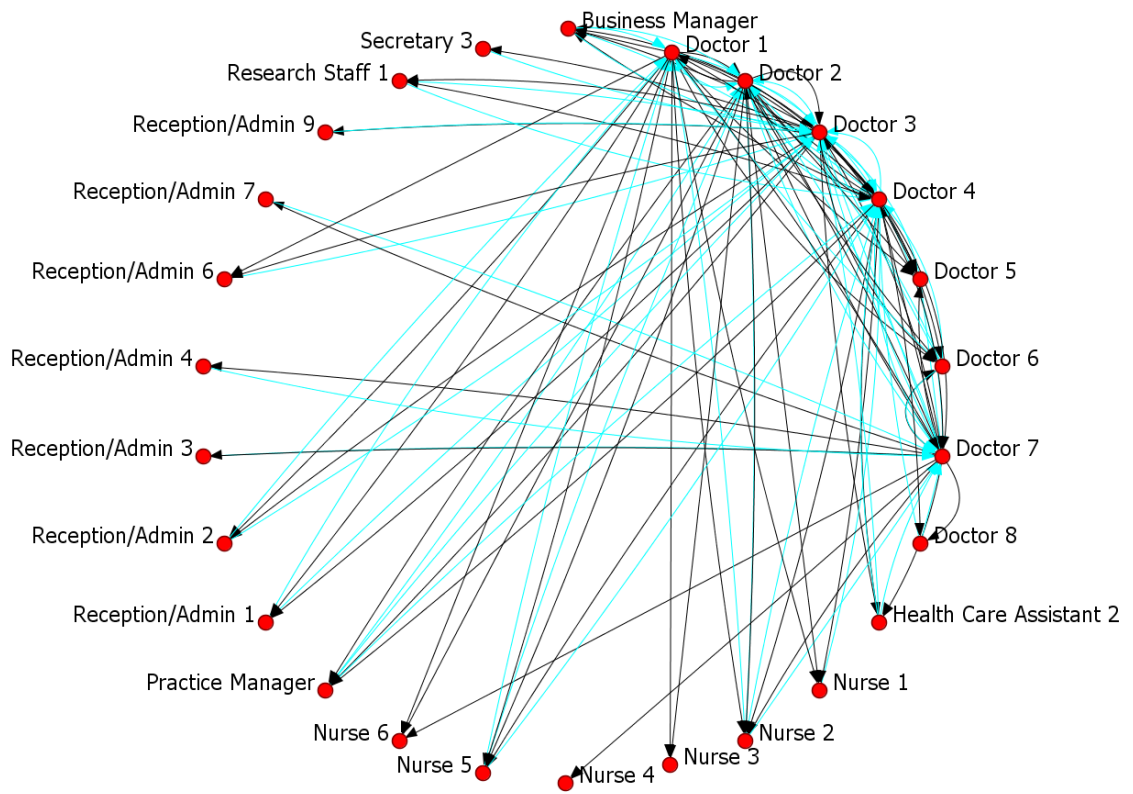 Business Manager
Secretary 3
Doctor 1
Research Staff 1
Doctor 2
Reception/Admin 9
Doctor 3
Reception/Admin 7
Doctor 4
Reception/Admin 6
Doctor 5
Reception/Admin 4
Doctor 6
Reception/Admin 3
Doctor 7
Reception/Admin 2
Doctor 8
Reception/Admin 1
Health Care Assistant 2
Practice Manager
Nurse 1
Nurse 6
Nurse 2
Nurse 5
Nurse 3
Nurse 4